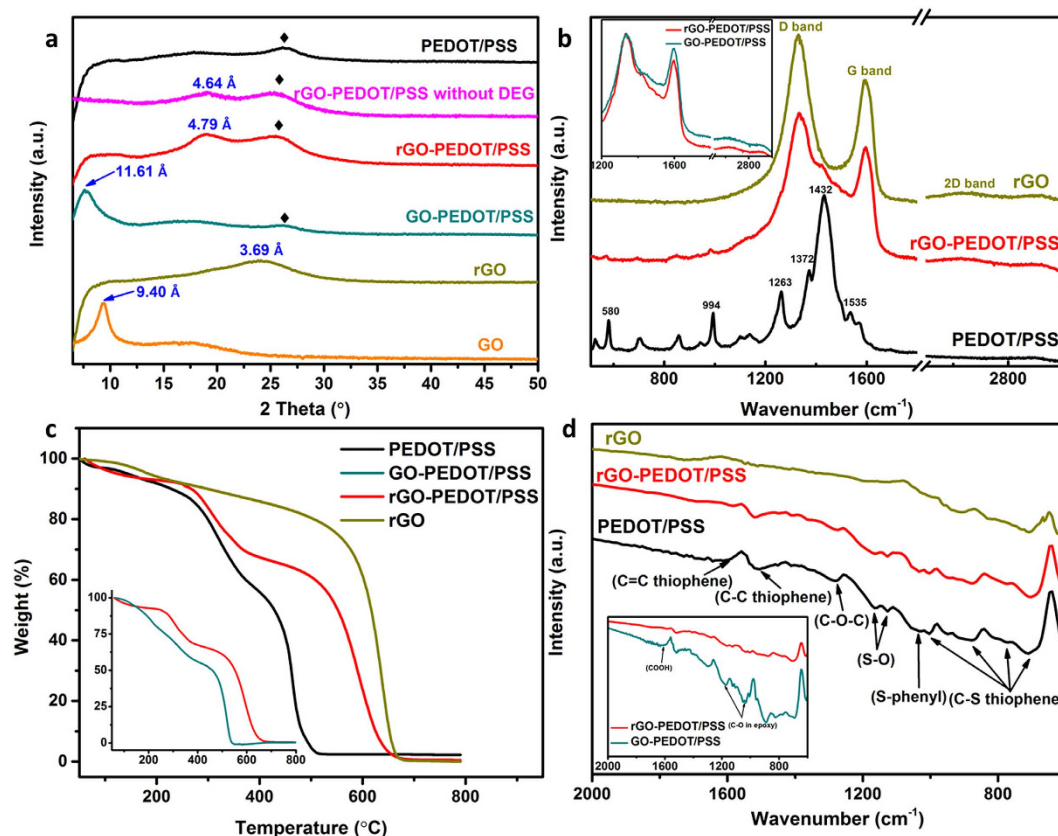 a
PEDOT/PSS
4.64 Å
rGO-PEDOT/PSS without DEG
4.79 Å
rGO-PEDOT/PSS
11.61 Å
GO-PEDOT/PSS
3.69 Å
rGO
9.40 Å
GO
Intensity (a.u.)
10 15 20 25 30 35 40 45 50
2 Theta (°)
b
rGO-PEDOT/PSS
GO-PEDOT/PSS
1200 1600 2800
D band
G band
2D band
rGO
1432
rGO-PEDOT/PSS
1372
1263
1535
994
580
PEDOT/PSS
Intensity (a.u.)
800 1200 1600 2800
Wavenumber (cm⁻¹)
c
PEDOT/PSS
GO-PEDOT/PSS
rGO-PEDOT/PSS
rGO
100
80
60
40
20
0
Weight (%)
100
75
50
25
0
200 400 600 800
200 400 600 800
Temperature (°C)
d
rGO
rGO-PEDOT/PSS
PEDOT/PSS
(C=C thiophene)
(C-C thiophene)
(C-O-C)
(S-O)
(S-phenyl)
(C-S thiophene)
(COOH)
(C-O in epoxy)
rGO-PEDOT/PSS
GO-PEDOT/PSS
2000 1600 1200 800
Intensity (a.u.)
2000 1600 1200 800
Wavenumber (cm⁻¹)